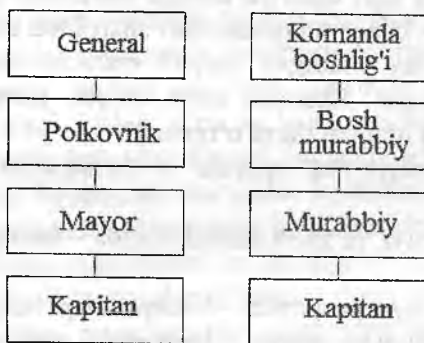 General
Polkovnik
Mayor
Kapitan
Komanda
boshlig'i
Bosh
murabbiy
Murabbiy
Kapitan